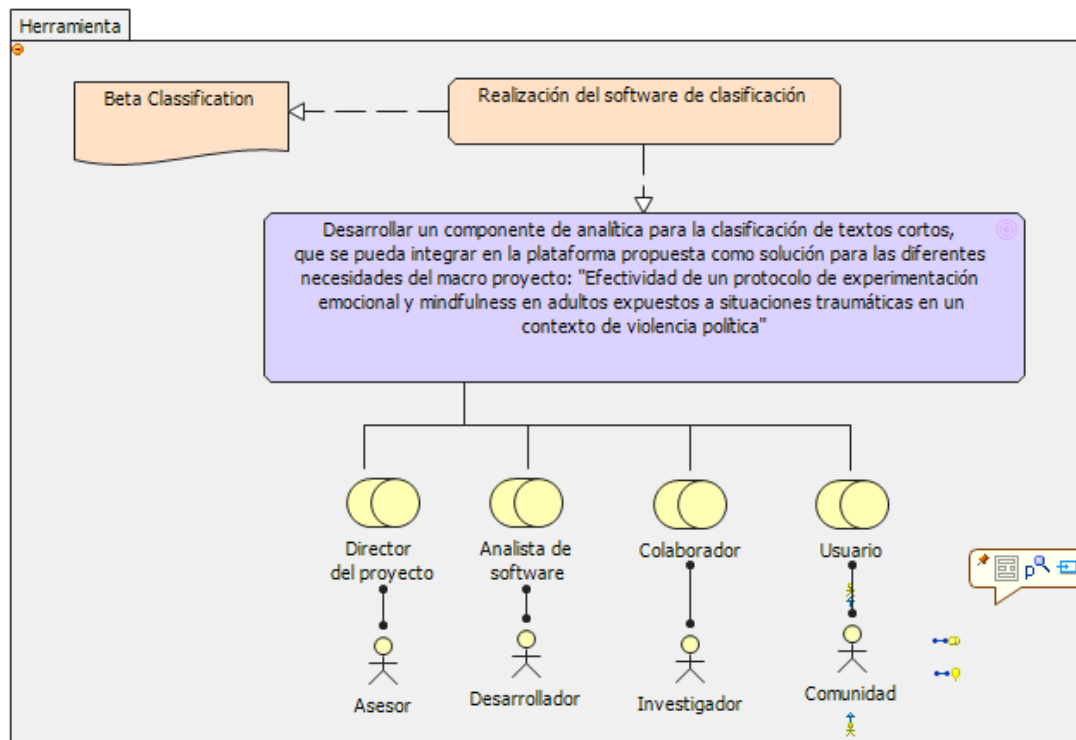 Herramienta
Beta Classification
Realización del software de clasificación
Desarrollar un componente de analítica para la clasificación de textos cortos,
que se pueda integrar en la plataforma propuesta como solución para las diferentes
necesidades del macro proyecto: "Efectividad de un protocolo de experimentación
emocional y mindfulness en adultos expuestos a situaciones traumáticas en un
contexto de violencia política"
Director
del proyecto
Analista de
software
Colaborador
Usuario
Asesor
Desarrollador
Investigador
Comunidad
p